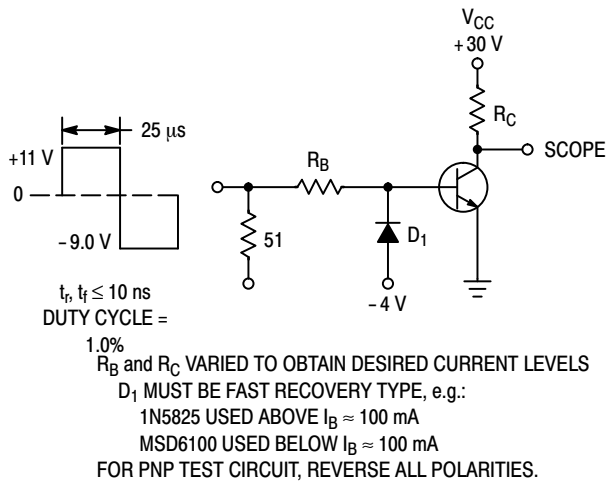 V_CC
+30 V
25 μs
R_C
+11 V
SCOPE
R_B
0
51
D_1
-9.0 V
-4 V
t_r, t_f ≤ 10 ns
DUTY CYCLE =
1.0%
R_B and R_C VARIED TO OBTAIN DESIRED CURRENT LEVELS
D_1 MUST BE FAST RECOVERY TYPE, e.g.:
1N5825 USED ABOVE I_B ≈ 100 mA
MSD6100 USED BELOW I_B ≈ 100 mA
FOR PNP TEST CIRCUIT, REVERSE ALL POLARITIES.